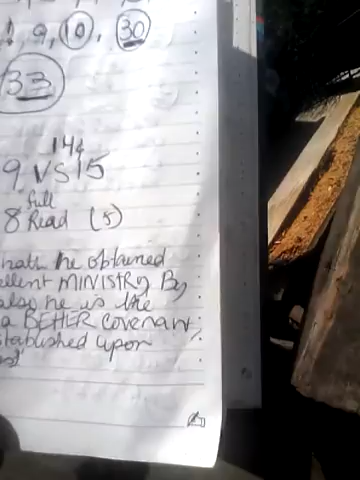 9, 10, 30
33
14&
9 VS 15
full
8 Read (5)
hath he obtained
ellent MINISTRY By
also he is the
a BETTER covenant
stablished upon